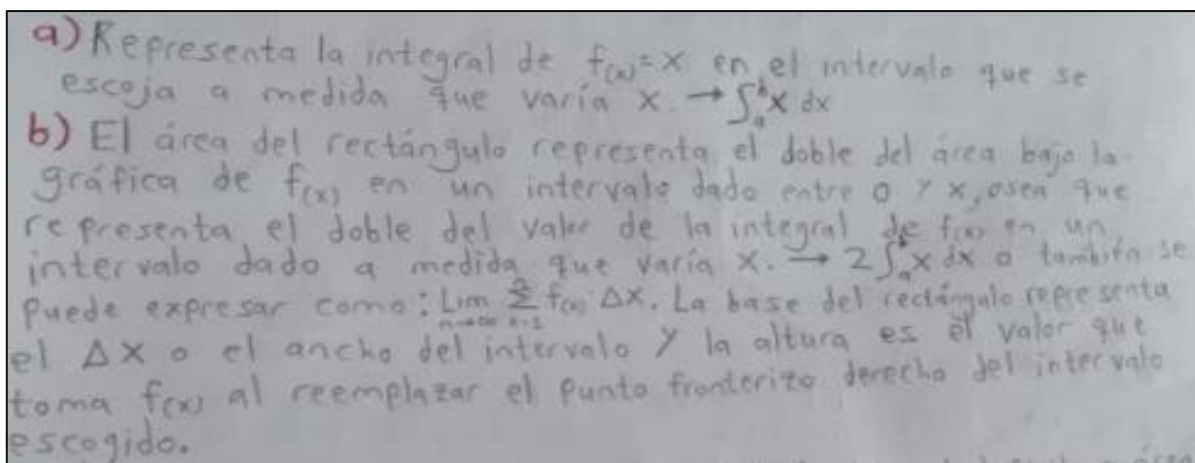 a) Representa la integral de f(x)=x en el intervalo que se
escoja a medida que varía x. → ∫ₐᵇ x dx
b) El área del rectángulo representa el doble del área bajo la
gráfica de f(x) en un intervalo dado entre 0 y x, osea que
representa el doble del valor de la integral de f(x) en un
intervalo dado a medida que varía x. → 2∫ₐᵇ x dx o también se
puede expresar como: Lim n→∞ Σ f(x) Δx. La base del rectángulo representa
el Δx o el ancho del intervalo y la altura es el valor que
toma f(x) al reemplazar el punto fronterizo derecho del intervalo
escogido.